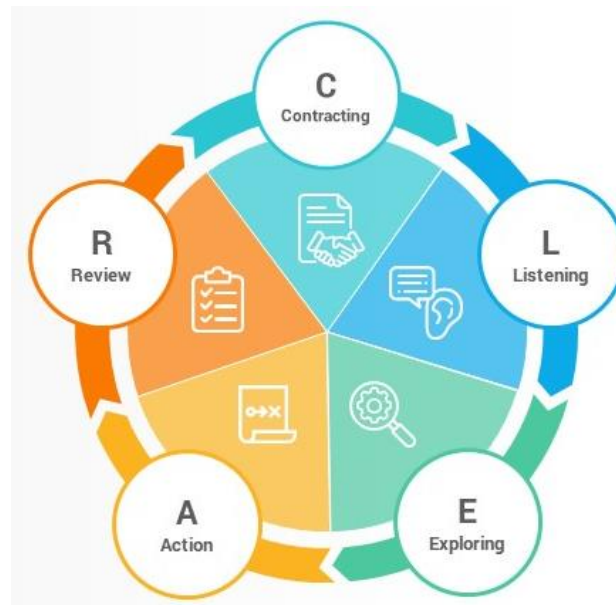 C
Contracting
L
Listening
E
Exploring
A
Action
R
Review